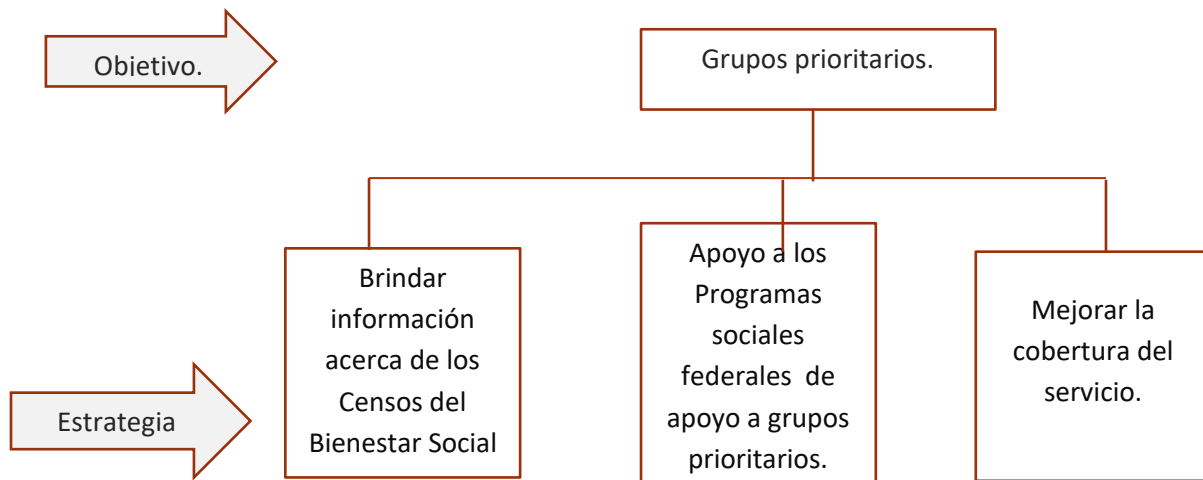 Objetivo.
Grupos prioritarios.
Estrategia
Brindar
información
acerca de los
Censos del
Bienestar Social
Apoyo a los
Programas
sociales
federales de
apoyo a grupos
prioritarios.
Mejorar la
cobertura del
servicio.